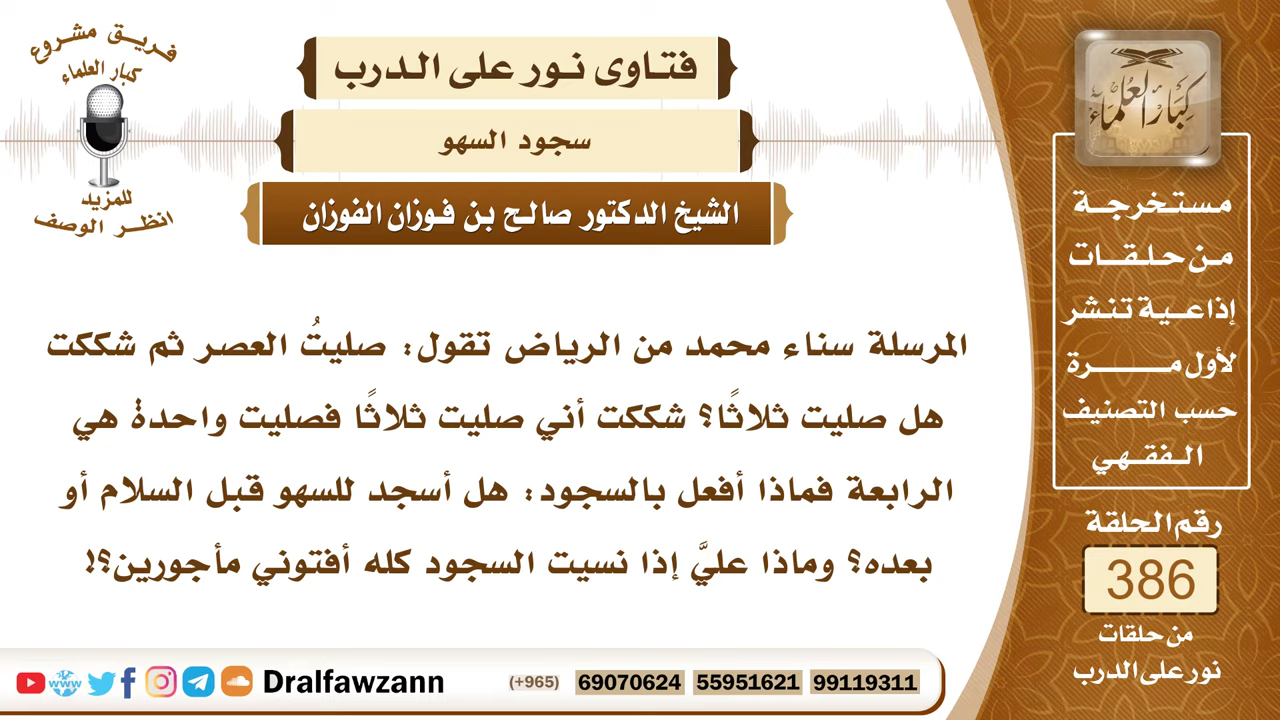 فريق مشروع
كبار العلماء
للمزيد
انظر الوصف
فتاوى نور على الدرب
سجود السهو
الشيخ الدكتور صالح بن فوزان الفوزان
المرسلة سناء محمد من الرياض تقول: صليتُ العصر ثم شككت
هل صليت ثلاثًا؟ شككت أني صليت ثلاثًا فصليت واحدةْ هي
الرابعة فماذا أفعل بالسجود: هل أسجد للسهو قبل السلام أو
بعده؟ وماذا عليَّ إذا نسيت السجود كله أفتوني مأجورين؟!
كبار العلماء
مستخرجة
من حلقات
إذاعية تنشر
لأول مرة
حسب التصنيف
الفقهي
رقم الحلقة
386
من حلقات
نور على الدرب
www
Dralfawzann
(+965) 69070624 55951621 99119311